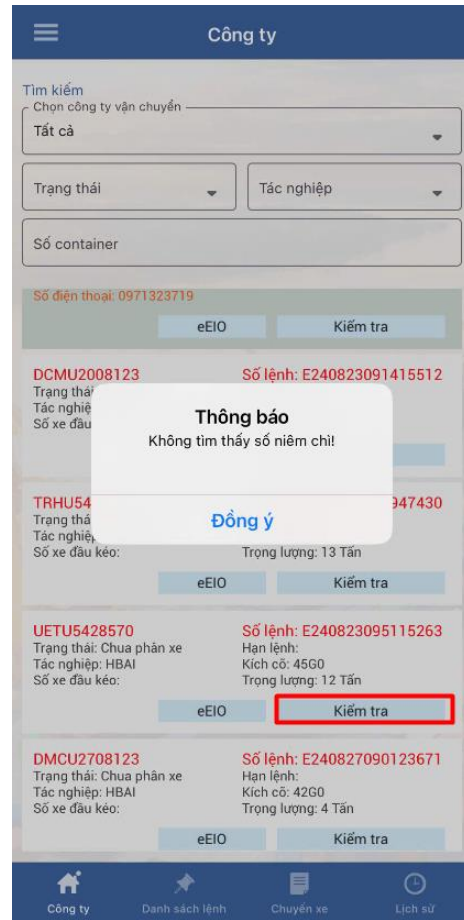 Công ty
Tìm kiếm
Chọn công ty vận chuyển
Tất cả
Trạng thái
Tác nghiệp
Số container
Số điện thoại: 0971323719
eEIO
Kiểm tra
DCMU2008123
Số lệnh: E240823091415512
Trạng thái
Tác nghiệ
Số xe đầu
Thông báo
Không tìm thấy số niêm chì!
Đồng ý
TRHU54
947430
Trạng thá
Tác nghiệp
Số xe đầu kéo:
Trọng lượng: 13 Tấn
eEIO
Kiểm tra
UETU5428570
Số lệnh: E240823095115263
Trạng thái: Chua phân xe
Hạn lệnh:
Tác nghiệp: HBAI
Kích cỡ: 45G0
Số xe đầu kéo:
Trọng lượng: 12 Tấn
eEIO
Kiểm tra
DMCU2708123
Số lệnh: E240827090123671
Trạng thái: Chua phân xe
Hạn lệnh:
Tác nghiệp: HBAI
Kích cỡ: 42G0
Số xe đầu kéo:
Trọng lượng: 4 Tấn
eEIO
Kiểm tra
Công ty
Danh sách lệnh
Chuyến xe
Lịch sử